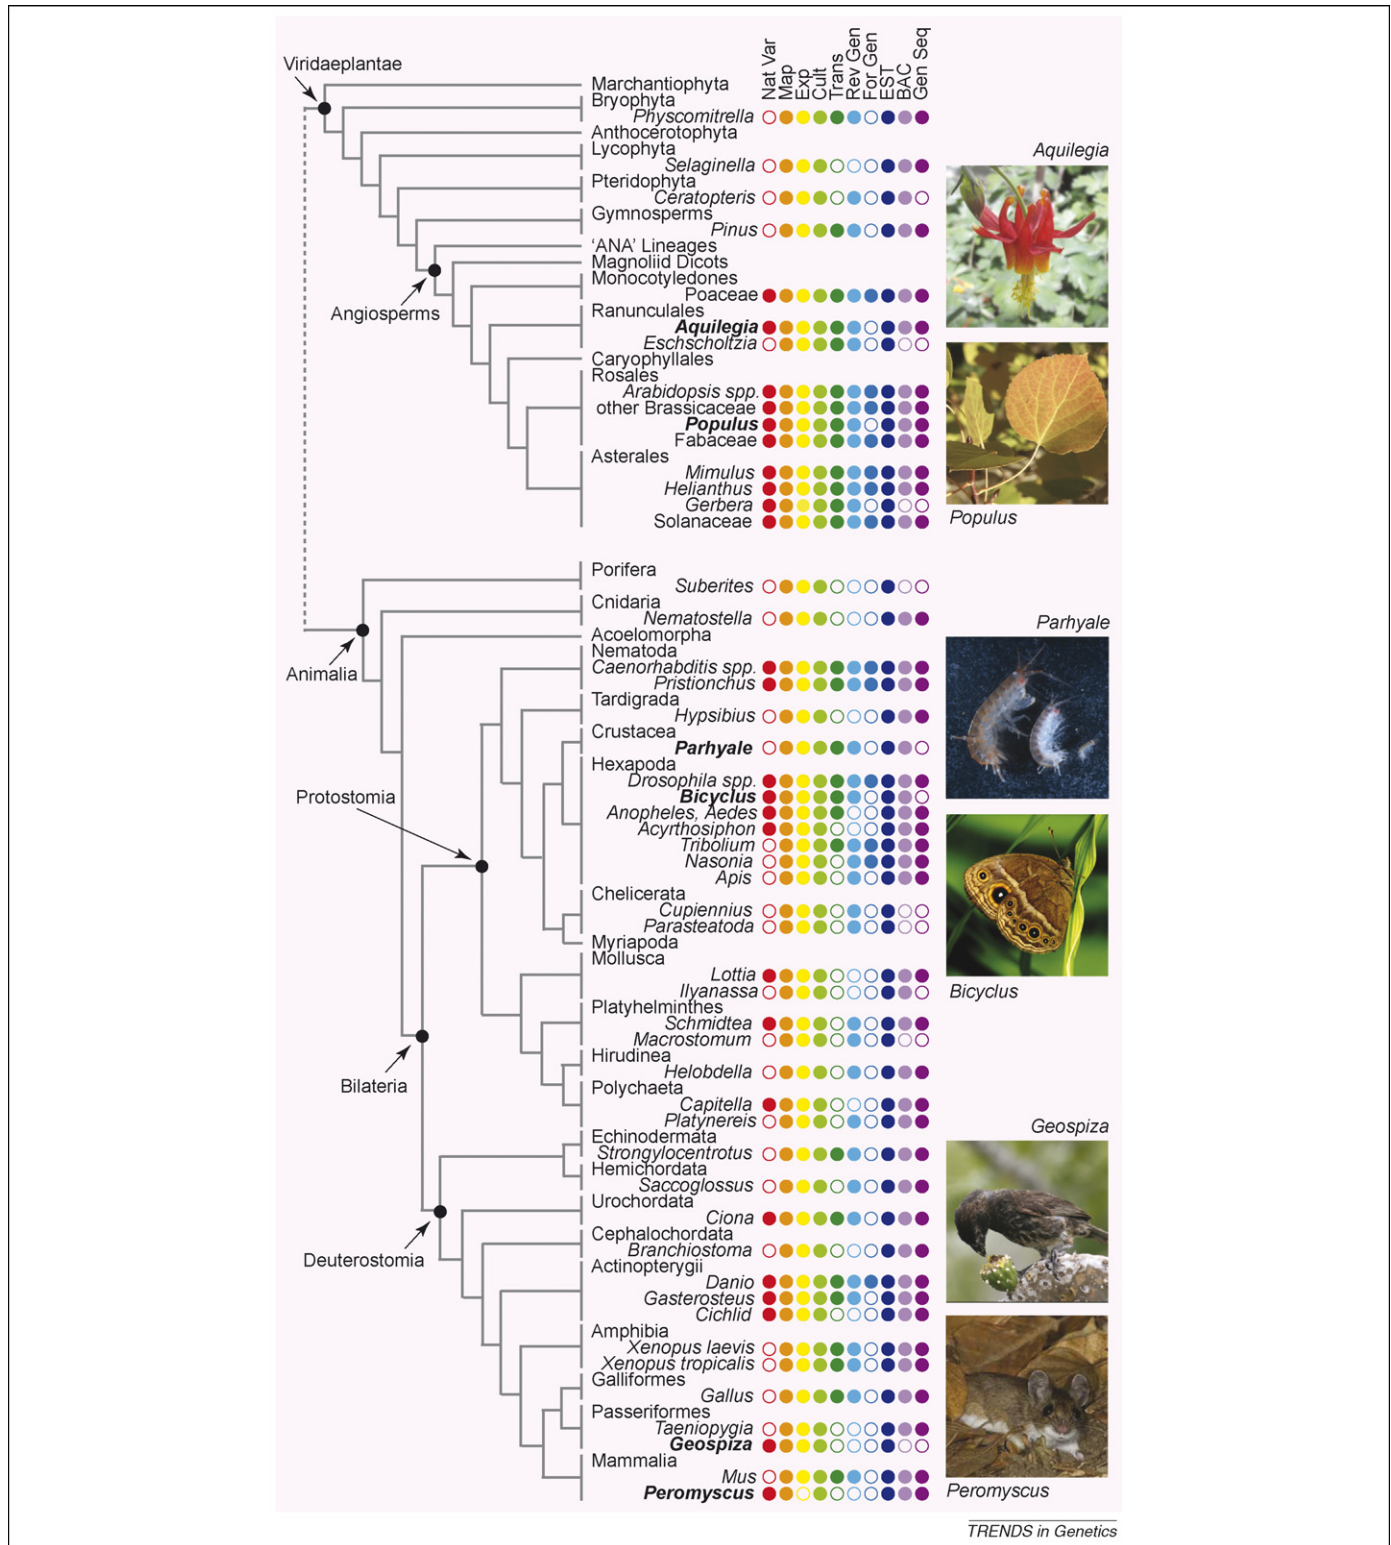 Nat Var
Map
Exp
Cult
Trans
Rev Gen
For Gen
EST
BAC
Gen Seq
Viridaeplantae
Marchantiophyta
Bryophyta
Physcomitrella
Anthocerotophyta
Lycophyta
Selaginella
Pteridophyta
Ceratopteris
Gymnosperms
Pinus
'ANA' Lineages
Magnoliid Dicots
Monocotyledones
Poaceae
Angiosperms
Ranunculales
Aquilegia
Eschscholtzia
Caryophyllales
Rosales
Arabidopsis spp.
other Brassicaceae
Populus
Fabaceae
Asterales
Mimulus
Helianthus
Gerbera
Solanaceae
Aquilegia
Populus
Porifera
Suberites
Cnidaria
Nematostella
Animalia
Acoelomorpha
Nematoda
Caenorhabditis spp.
Pristionchus
Tardigrada
Hypsibius
Crustacea
Parhyale
Hexapoda
Drosophila spp.
Bicyclus
Anopheles, Aedes
Acyrthosiphon
Tribolium
Nasonia
Apis
Protostomia
Chelicerata
Cupiennius
Parasteatoda
Myriapoda
Mollusca
Lottia
Ilyanassa
Platyhelminthes
Schmidtea
Macrostomum
Hirudinea
Helobdella
Polychaeta
Capitella
Platynereis
Bilateria
Parhyale
Bicyclus
Echinodermata
Strongylocentrotus
Hemichordata
Saccoglossus
Urochordata
Ciona
Cephalochordata
Branchiostoma
Deuterostomia
Actinopterygii
Danio
Gasterosteus
Cichlid
Amphibia
Xenopus laevis
Xenopus tropicalis
Galliformes
Gallus
Passeriformes
Taeniopygia
Geospiza
Mammalia
Mus
Peromyscus
Geospiza
Peromyscus
TRENDS in Genetics